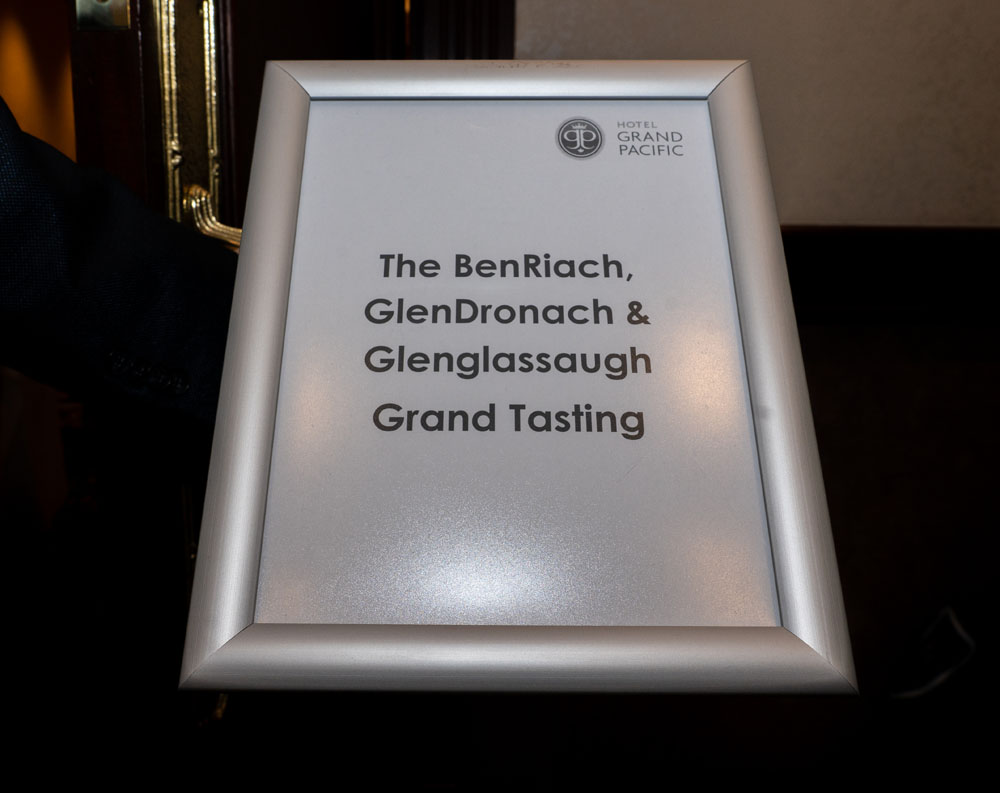 HOTEL
GRAND
PACIFIC
The BenRiach,
GlenDronach &
Glenglassaugh
Grand Tasting